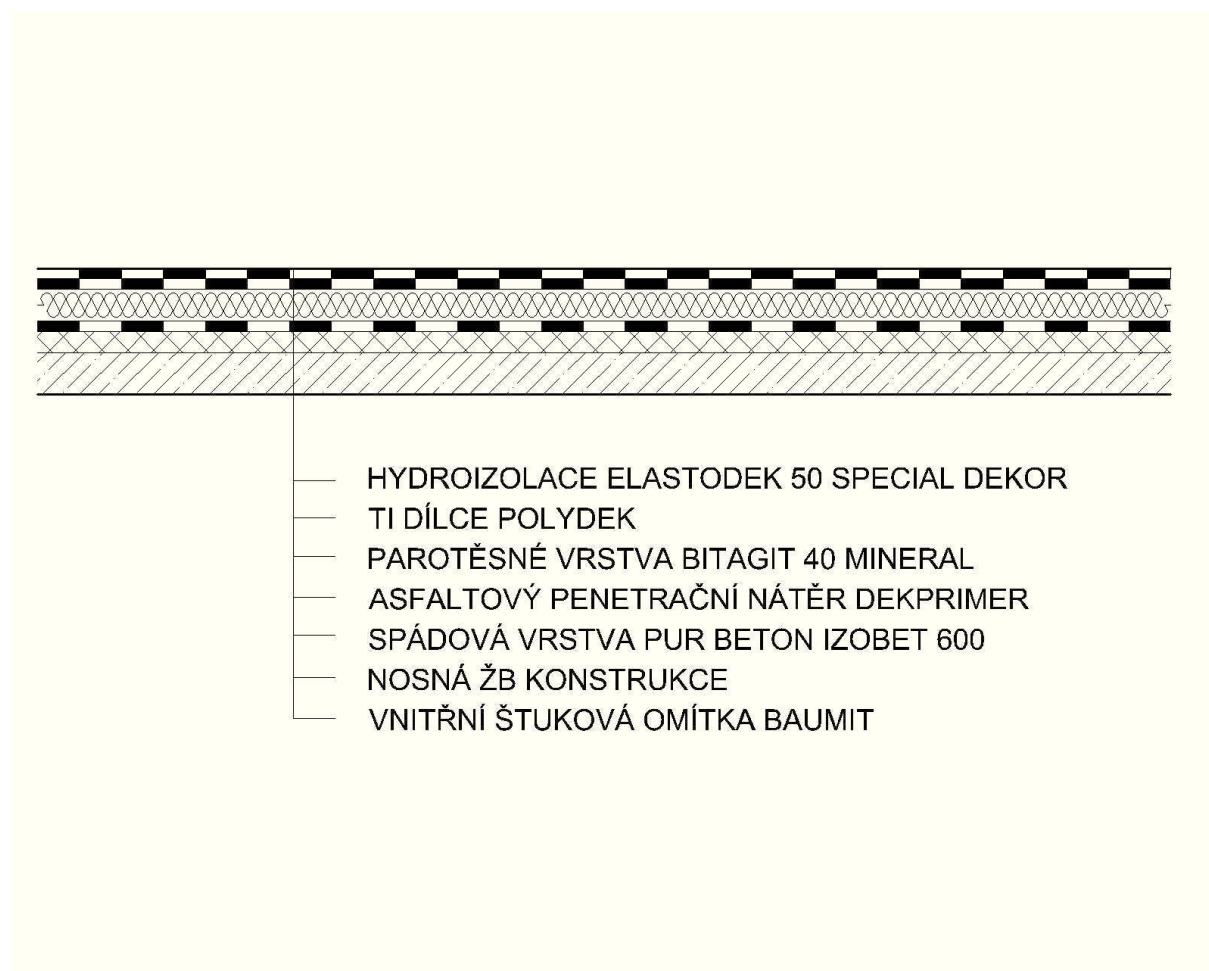 HYDROIZOLACE ELASTODEK 50 SPECIAL DEKOR
TI DÍLCE POLYDEK
PAROTĚSNÉ VRSTVA BITAGIT 40 MINERAL
ASFALTOVÝ PENETRAČNÍ NÁTĚR DEKPRIMER
SPÁDOVÁ VRSTVA PUR BETON IZOBET 600
NOSNÁ ŽB KONSTRUKCE
VNITŘNÍ ŠTUKOVÁ OMÍTKA BAUMIT